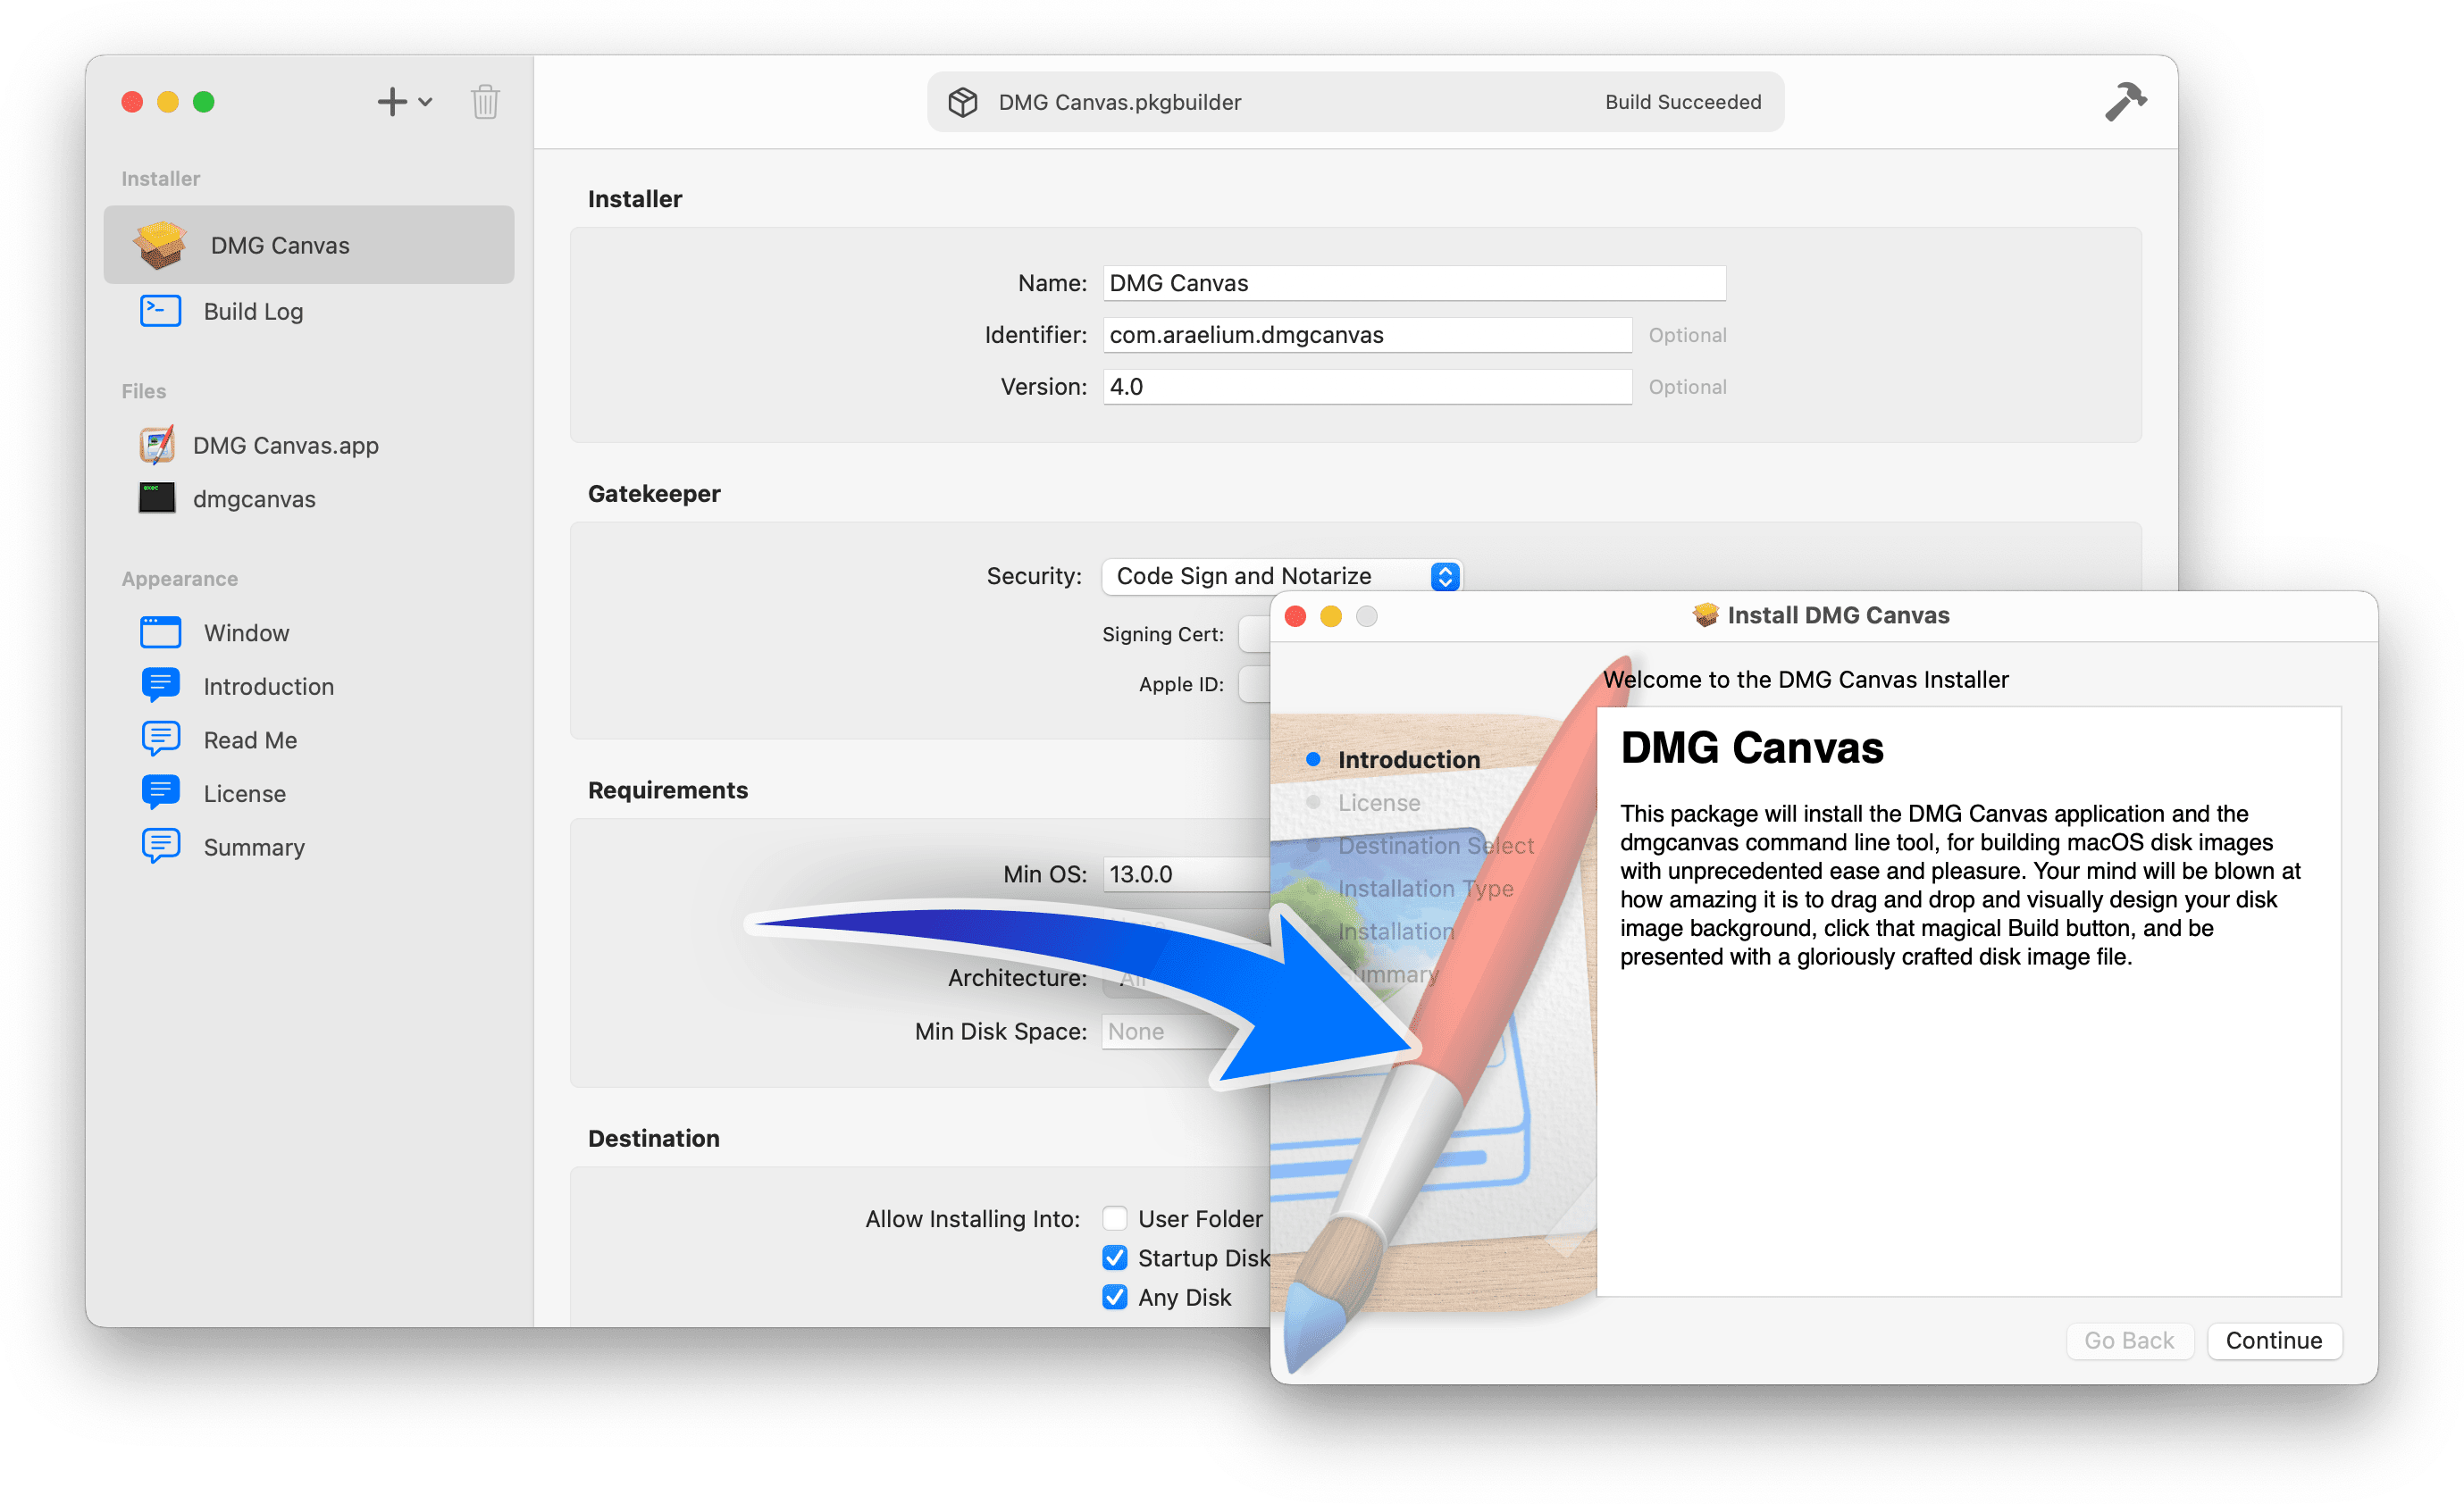 DMG Canvas.pkgbuilder
Build Succeeded
Installer
DMG Canvas
Build Log
Files
DMG Canvas.app
exec
dmgcanvas
Appearance
Window
Introduction
Read Me
License
Summary
Installer
Name: DMG Canvas
Identifier: com.araelium.dmgcanvas Optional
Version: 4.0 Optional
Gatekeeper
Security: Code Sign and Notarize
Signing Cert:
Apple ID:
Requirements
Min OS: 13.0.0
Architecture: All
Min Disk Space: None
Destination
Allow Installing Into: User Folder
Startup Disk
Any Disk
Install DMG Canvas
Welcome to the DMG Canvas Installer
Introduction
License
Destination Select
Installation Type
Installation
Summary
DMG Canvas
This package will install the DMG Canvas application and the
dmgcanvas command line tool, for building macOS disk images
with unprecedented ease and pleasure. Your mind will be blown at
how amazing it is to drag and drop and visually design your disk
image background, click that magical Build button, and be
presented with a gloriously crafted disk image file.
Go Back
Continue